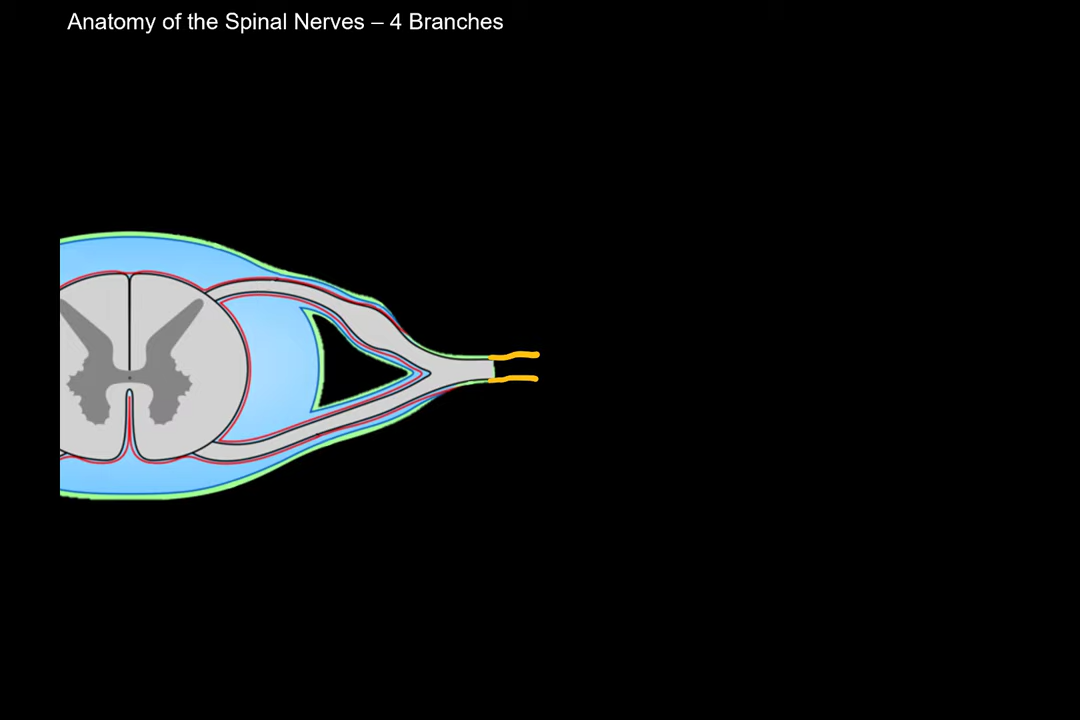 Anatomy of the Spinal Nerves – 4 Branches